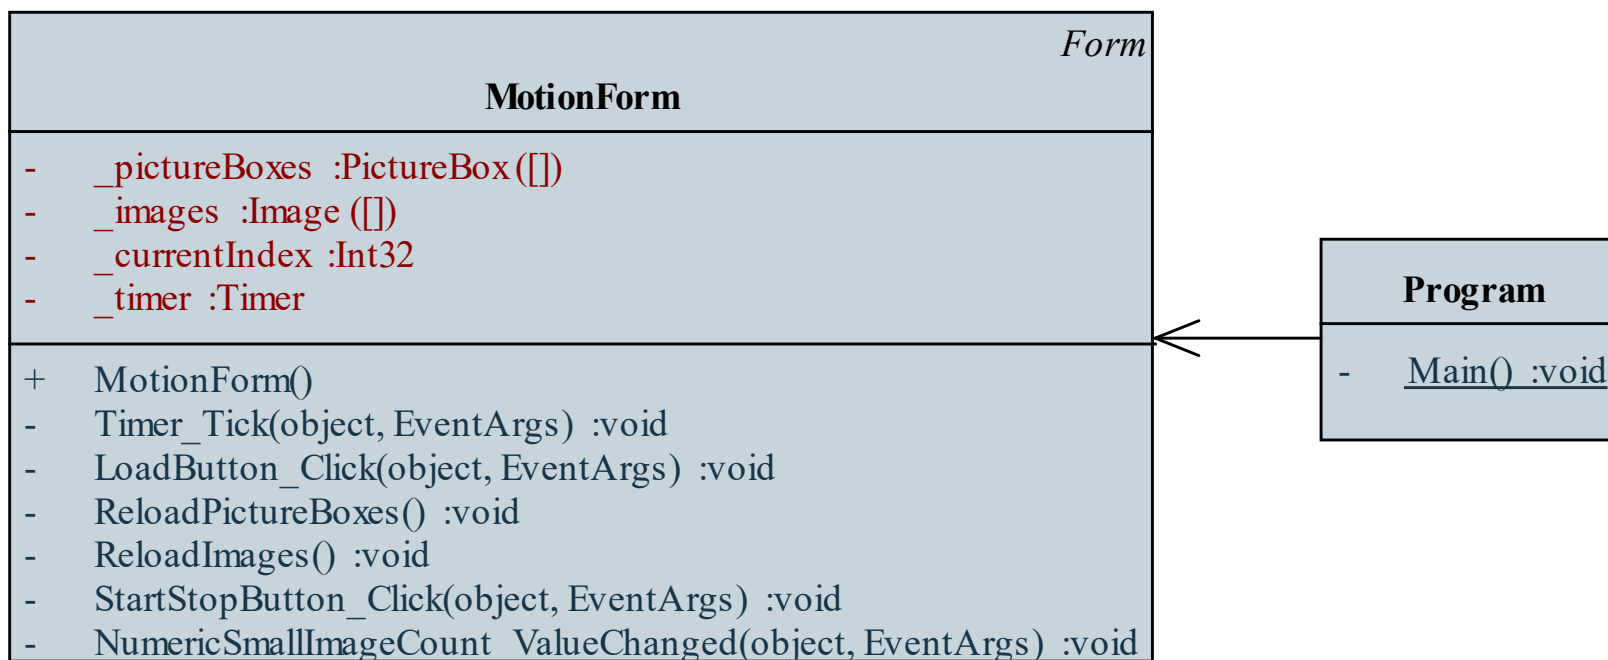 Form
MotionForm
- _pictureBoxes :PictureBox ([])
- _images :Image ([])
- _currentIndex :Int32
- _timer :Timer
+ MotionForm()
- Timer_Tick(object, EventArgs) :void
- LoadButton_Click(object, EventArgs) :void
- ReloadPictureBoxes() :void
- ReloadImages() :void
- StartStopButton_Click(object, EventArgs) :void
- NumericSmallImageCount_ValueChanged(object, EventArgs) :void
Program
- Main() :void